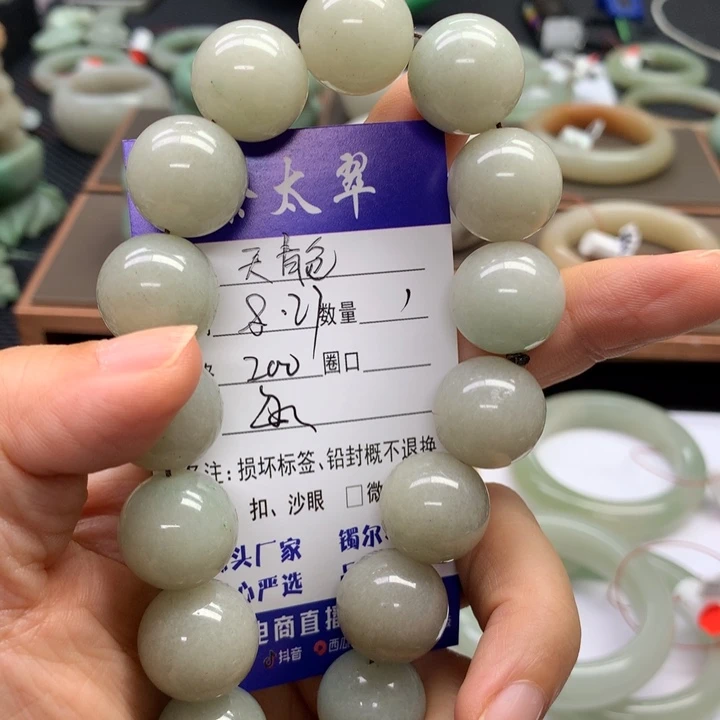 太翠
天青色
8.21 数量 1
200 圈口
注:损坏标签、铅封概不退换
扣、沙眼 □微
头厂家 镯尔
心严选
电商直播
抖音 西瓜